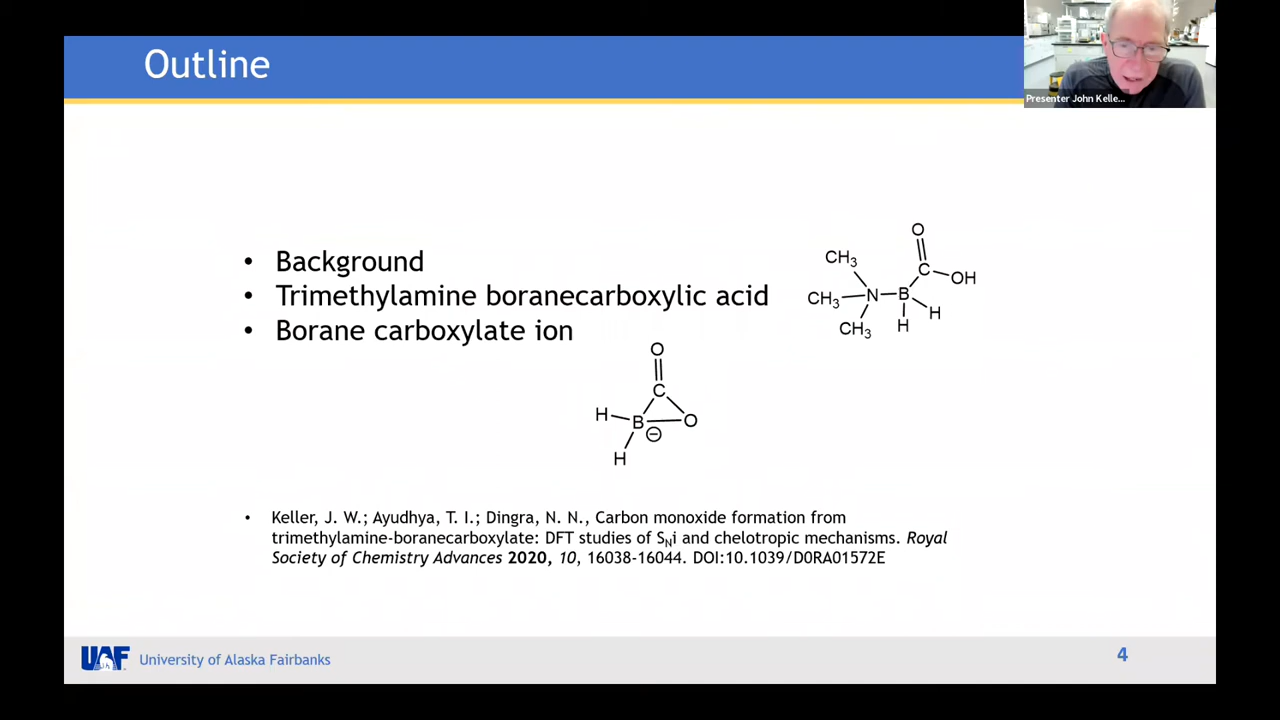 Outline
Presenter John Kelle...
• Background
• Trimethylamine boranecarboxylic acid
• Borane carboxylate ion
O
CH₃
C
OH
CH₃
N
B
H
CH₃
H
O
C
H
B
O
⊖
H
• Keller, J. W.; Ayudhya, T. I.; Dingra, N. N., Carbon monoxide formation from
trimethylamine-boranecarboxylate: DFT studies of SNi and chelotropic mechanisms. Royal
Society of Chemistry Advances 2020, 10, 16038-16044. DOI:10.1039/D0RA01572E
UAF
University of Alaska Fairbanks
4